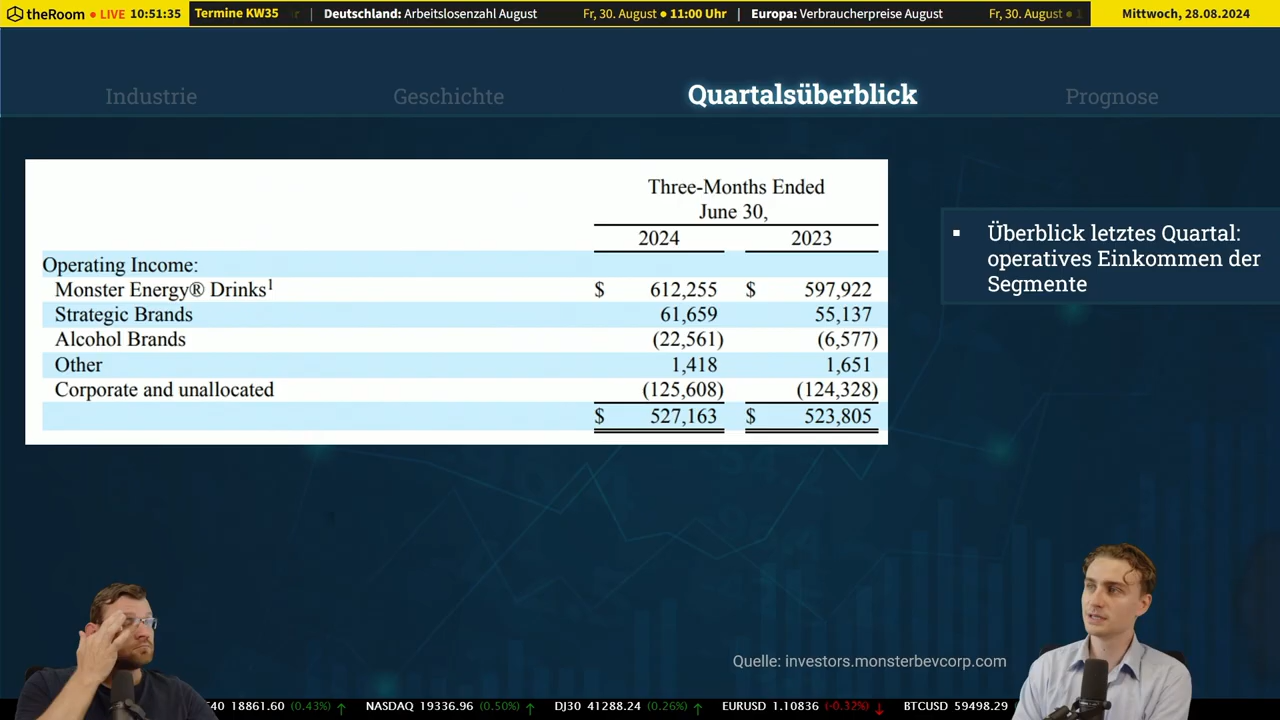 theRoom • LIVE 10:51:35 Termine KW35 | Deutschland: Arbeitslosenzahl August Fr, 30. August • 11:00 Uhr | Europa: Verbraucherpreise August Fr, 30. August • Mittwoch, 28.08.2024
Industrie Geschichte Quartalsüberblick Prognose
Three-Months Ended
June 30,
2024 2023
Operating Income:
Monster Energy® Drinks¹ $ 612,255 $ 597,922
Strategic Brands 61,659 55,137
Alcohol Brands (22,561) (6,577)
Other 1,418 1,651
Corporate and unallocated (125,608) (124,328)
$ 527,163 $ 523,805
▪ Überblick letztes Quartal:
operatives Einkommen der
Segmente
Quelle: investors.monsterbevcorp.com
40 18861.60 (0.43%) ↑ NASDAQ 19336.96 (0.50%) ↑ DJ30 41288.24 (0.26%) ↑ EURUSD 1.10836 (-0.32%) ↓ BTCUSD 59498.29